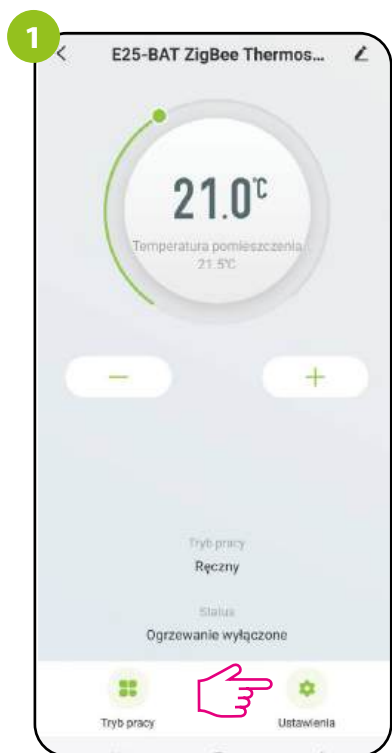 1
E25-BAT ZigBee Thermos...
21.0°C
Temperatura pomieszczenia
21.5°C
Tryb pracy
Ręczny
Status
Ogrzewanie wyłączone
Tryb pracy
Ustawienia